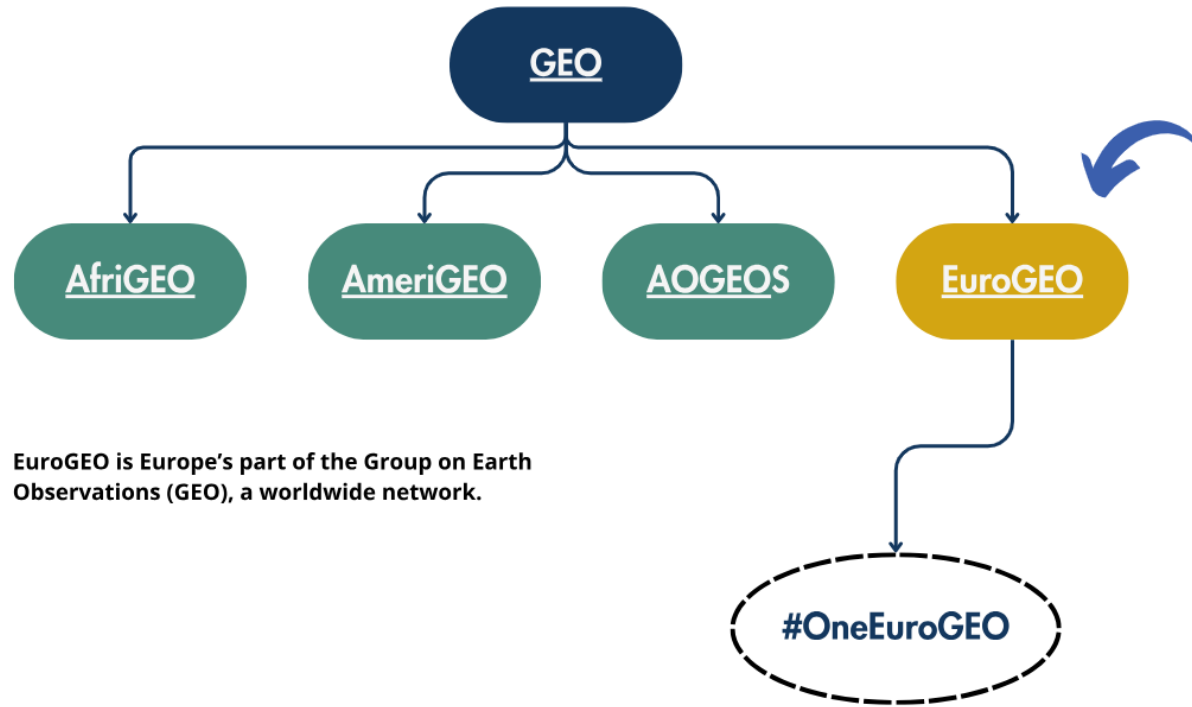 GEO
AfriGEO
AmeriGEO
AOGEOS
EuroGEO
EuroGEO is Europe’s part of the Group on Earth
Observations (GEO), a worldwide network.
#OneEuroGEO